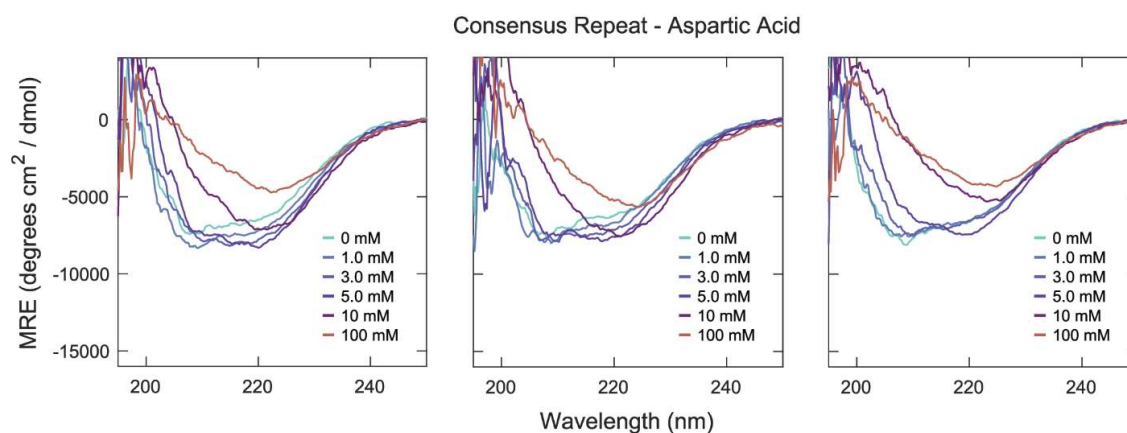 Consensus Repeat - Aspartic Acid
MRE (degrees cm² / dmol)
0
-5000
-10000
-15000
0 mM
1.0 mM
3.0 mM
5.0 mM
10 mM
100 mM
200 220 240
0 mM
1.0 mM
3.0 mM
5.0 mM
10 mM
100 mM
200 220 240
0 mM
1.0 mM
3.0 mM
5.0 mM
10 mM
100 mM
200 220 240
Wavelength (nm)